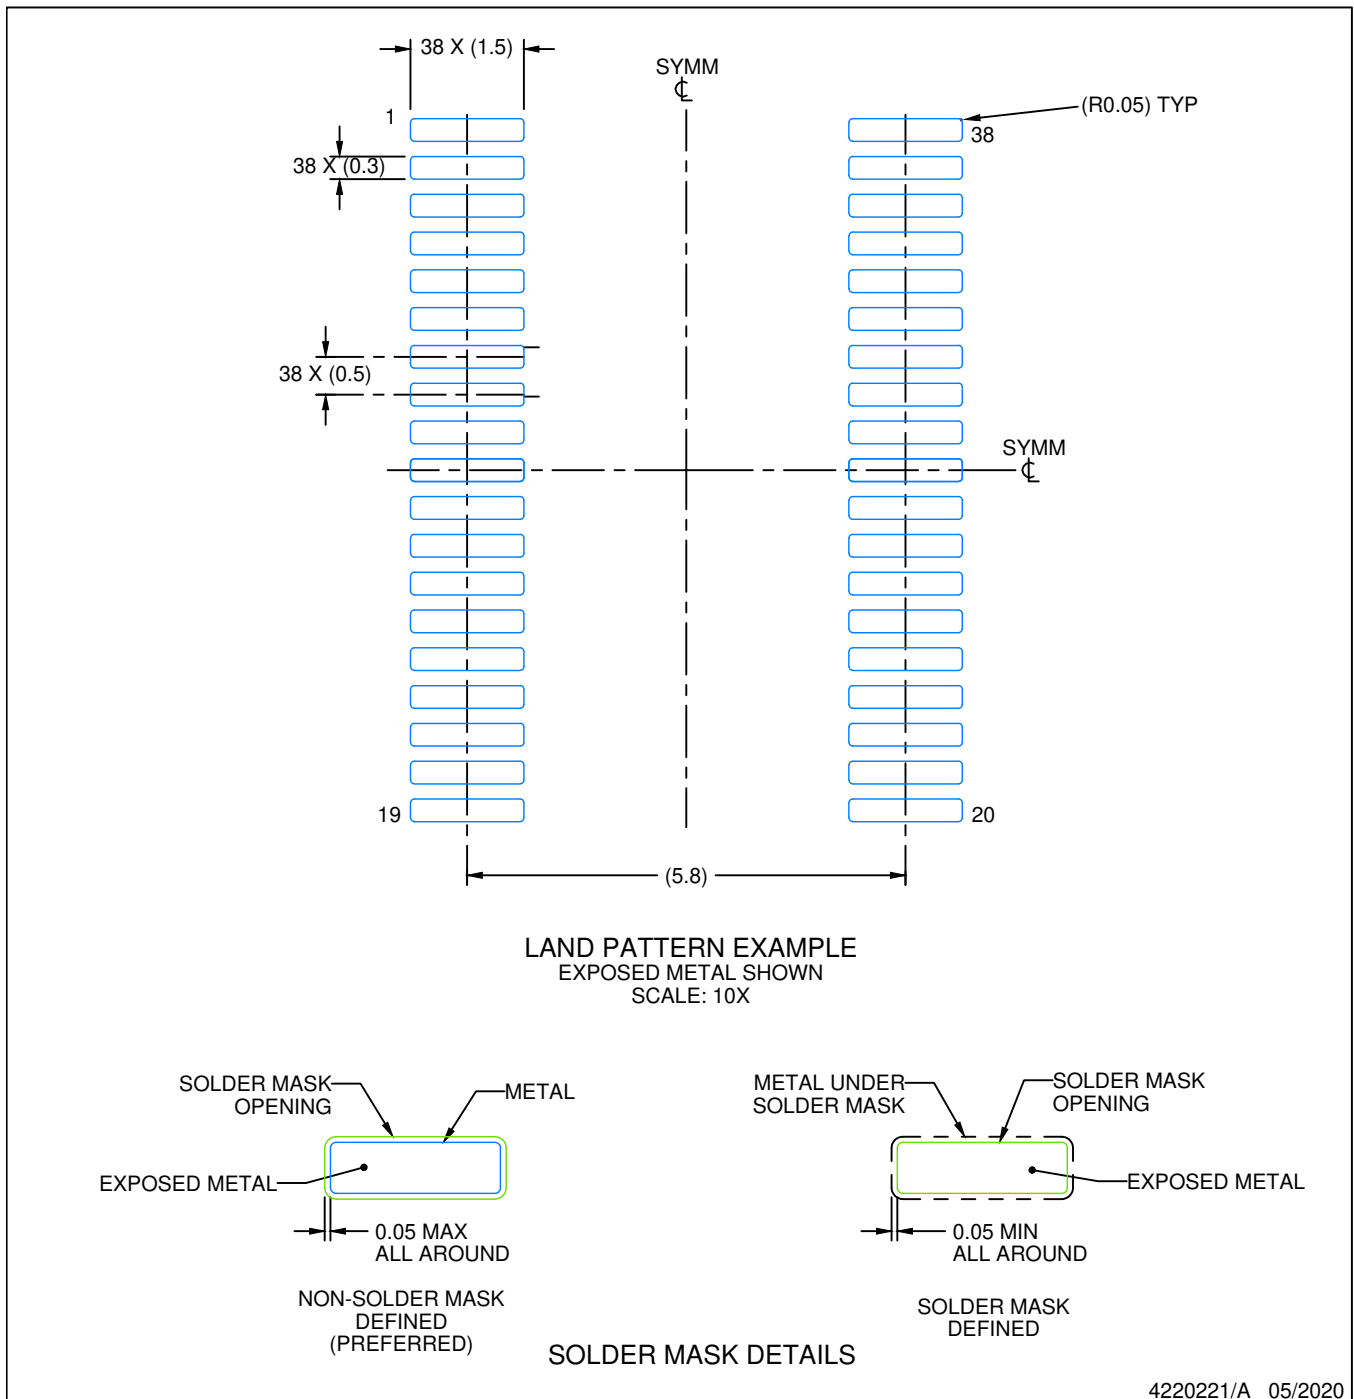 38 X (1.5)
SYMM
℄
(R0.05) TYP
1
38
38 X (0.3)
38 X (0.5)
SYMM
℄
19
20
(5.8)
LAND PATTERN EXAMPLE
EXPOSED METAL SHOWN
SCALE: 10X
SOLDER MASK
OPENING
METAL
EXPOSED METAL
0.05 MAX
ALL AROUND
NON-SOLDER MASK
DEFINED
(PREFERRED)
METAL UNDER
SOLDER MASK
SOLDER MASK
OPENING
EXPOSED METAL
0.05 MIN
ALL AROUND
SOLDER MASK
DEFINED
SOLDER MASK DETAILS
4220221/A 05/2020